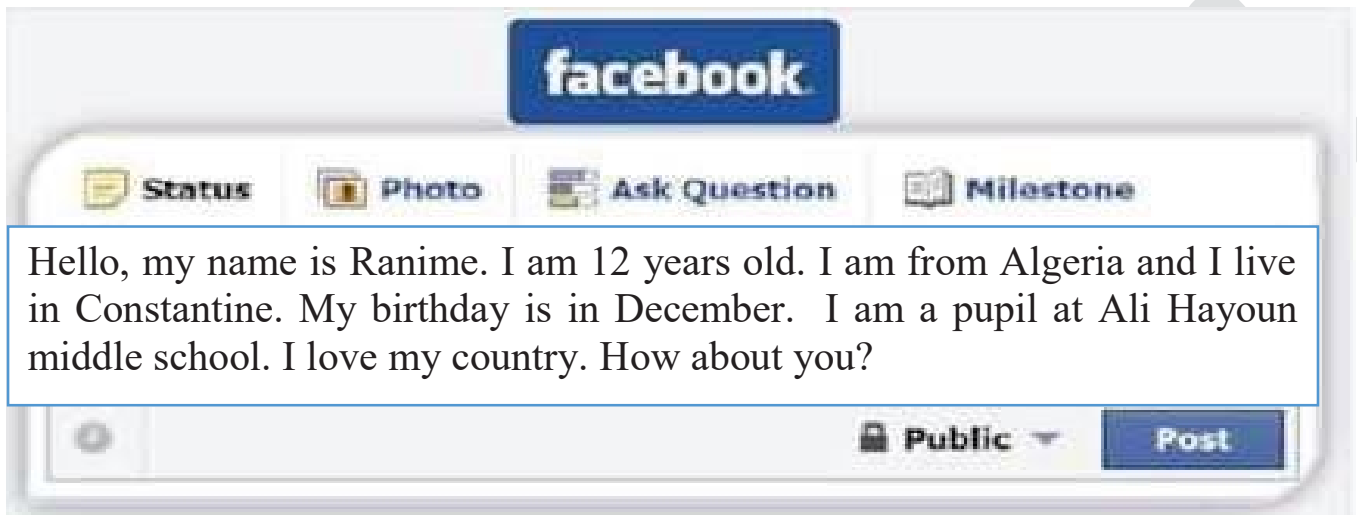 facebook
Status Photo Ask Question Milestone
Hello, my name is Ranime. I am 12 years old. I am from Algeria and I live
in Constantine. My birthday is in December. I am a pupil at Ali Hayoun
middle school. I love my country. How about you?
Public Post